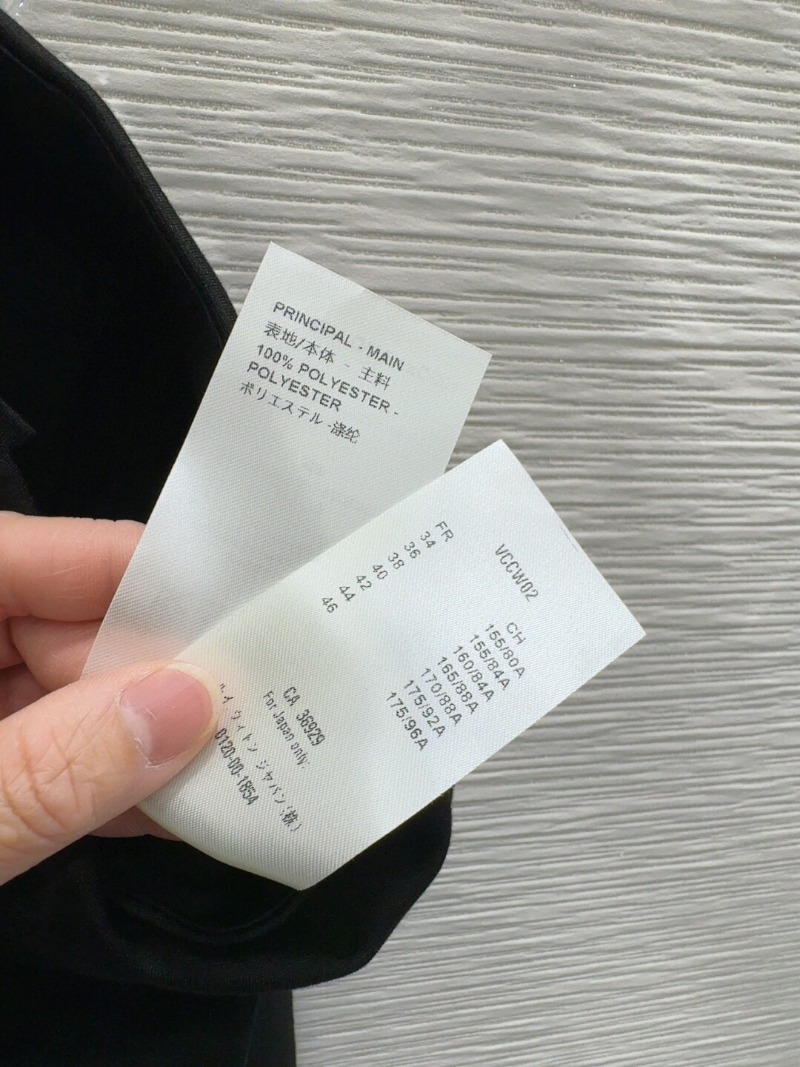 PRINCIPAL - MAIN
表地/本体 - 主料
100% POLYESTER -
POLYESTER
ポリエステル -涤纶
VCCW02
FR
34
36
38
40
42
44
46
CH
155/80A
155/84A
160/84A
165/88A
170/88A
175/92A
175/96A
CA 36929
For Japan only:
ルイ ヴィトン ジャパン(株)
0120-00-1854